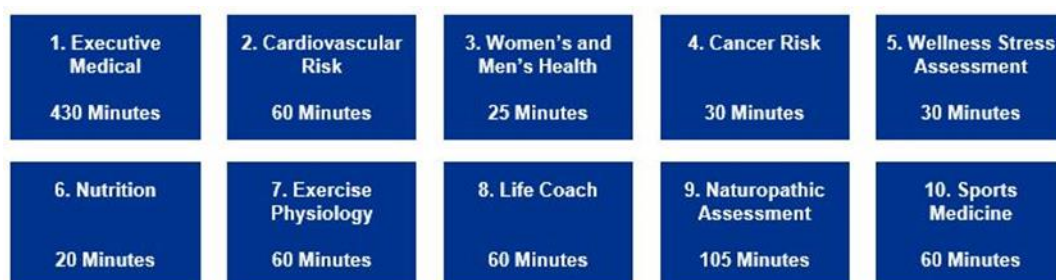 1. Executive
Medical
430 Minutes
2. Cardiovascular
Risk
60 Minutes
3. Women's and
Men's Health
25 Minutes
4. Cancer Risk
30 Minutes
5. Wellness Stress
Assessment
30 Minutes
6. Nutrition
20 Minutes
7. Exercise
Physiology
60 Minutes
8. Life Coach
60 Minutes
9. Naturopathic
Assessment
105 Minutes
10. Sports
Medicine
60 Minutes